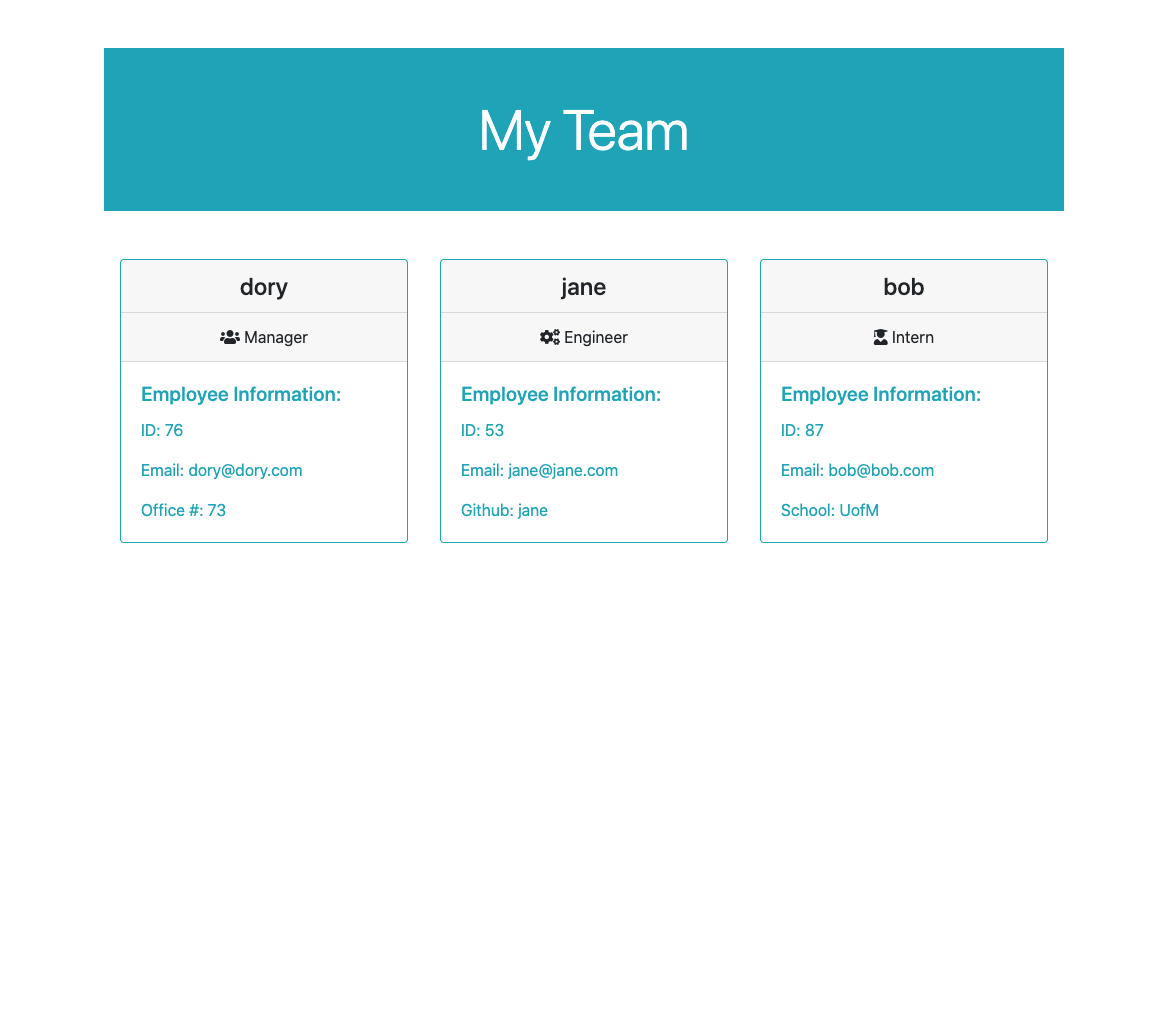 My Team
dory
Manager
Employee Information:
ID: 76
Email: dory@dory.com
Office #: 73
jane
Engineer
Employee Information:
ID: 53
Email: jane@jane.com
Github: jane
bob
Intern
Employee Information:
ID: 87
Email: bob@bob.com
School: UofM